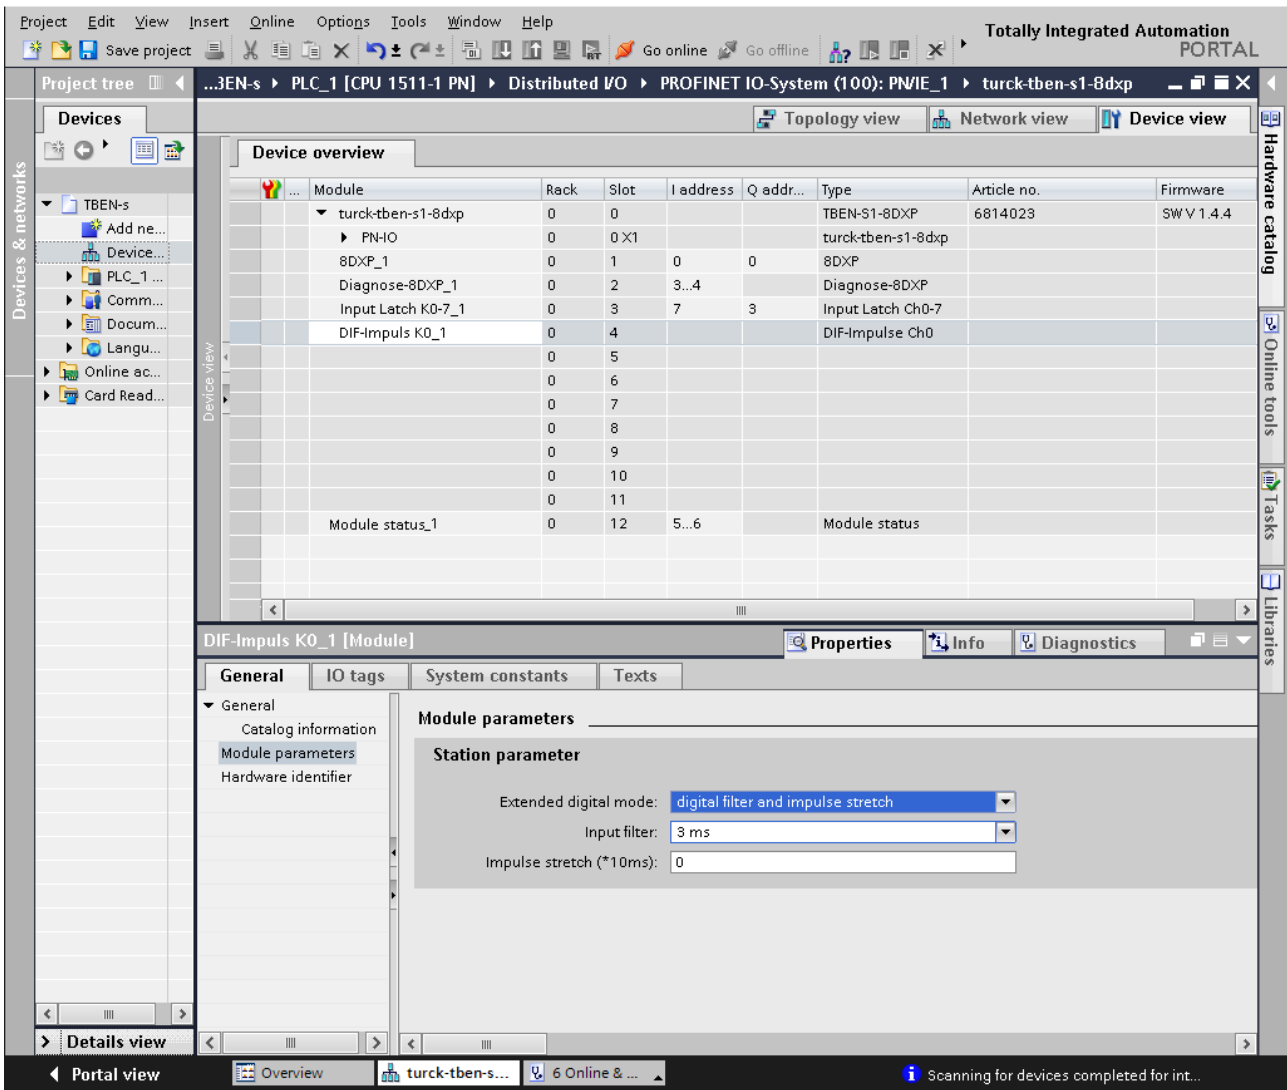 Project Edit View Insert Online Options Tools Window Help
Totally Integrated Automation
PORTAL
Save project Go online Go offline
Project tree
...3EN-s PLC_1 [CPU 1511-1 PN] Distributed I/O PROFINET IO-System (100): PN/IE_1 turck-tben-s1-8dxp
Devices
Topology view Network view Device view
Device overview
... Module Rack Slot I address Q addr... Type Article no. Firmware
turck-tben-s1-8dxp 0 0 TBEN-S1-8DXP 6814023 SW V 1.4.4
PN-IO 0 0 X1 turck-tben-s1-8dxp
8DXP_1 0 1 0 0 8DXP
Diagnose-8DXP_1 0 2 3...4 Diagnose-8DXP
Input Latch K0-7_1 0 3 7 3 Input Latch Ch0-7
DIF-Impuls K0_1 0 4 DIF-Impulse Ch0
0 5
0 6
0 7
0 8
0 9
0 10
0 11
Module status_1 0 12 5...6 Module status
TBEN-s
Add ne...
Device...
PLC_1 ...
Comm...
Docum...
Langu...
Online ac...
Card Read...
Devices & networks
Device view
Hardware catalog
Online tools
Tasks
Libraries
DIF-Impuls K0_1 [Module]
Properties Info Diagnostics
General IO tags System constants Texts
General
Catalog information
Module parameters
Hardware identifier
Module parameters
Station parameter
Extended digital mode: digital filter and impulse stretch
Input filter: 3 ms
Impulse stretch (*10ms): 0
Details view
Portal view Overview turck-tben-s... 6 Online & ... Scanning for devices completed for int...